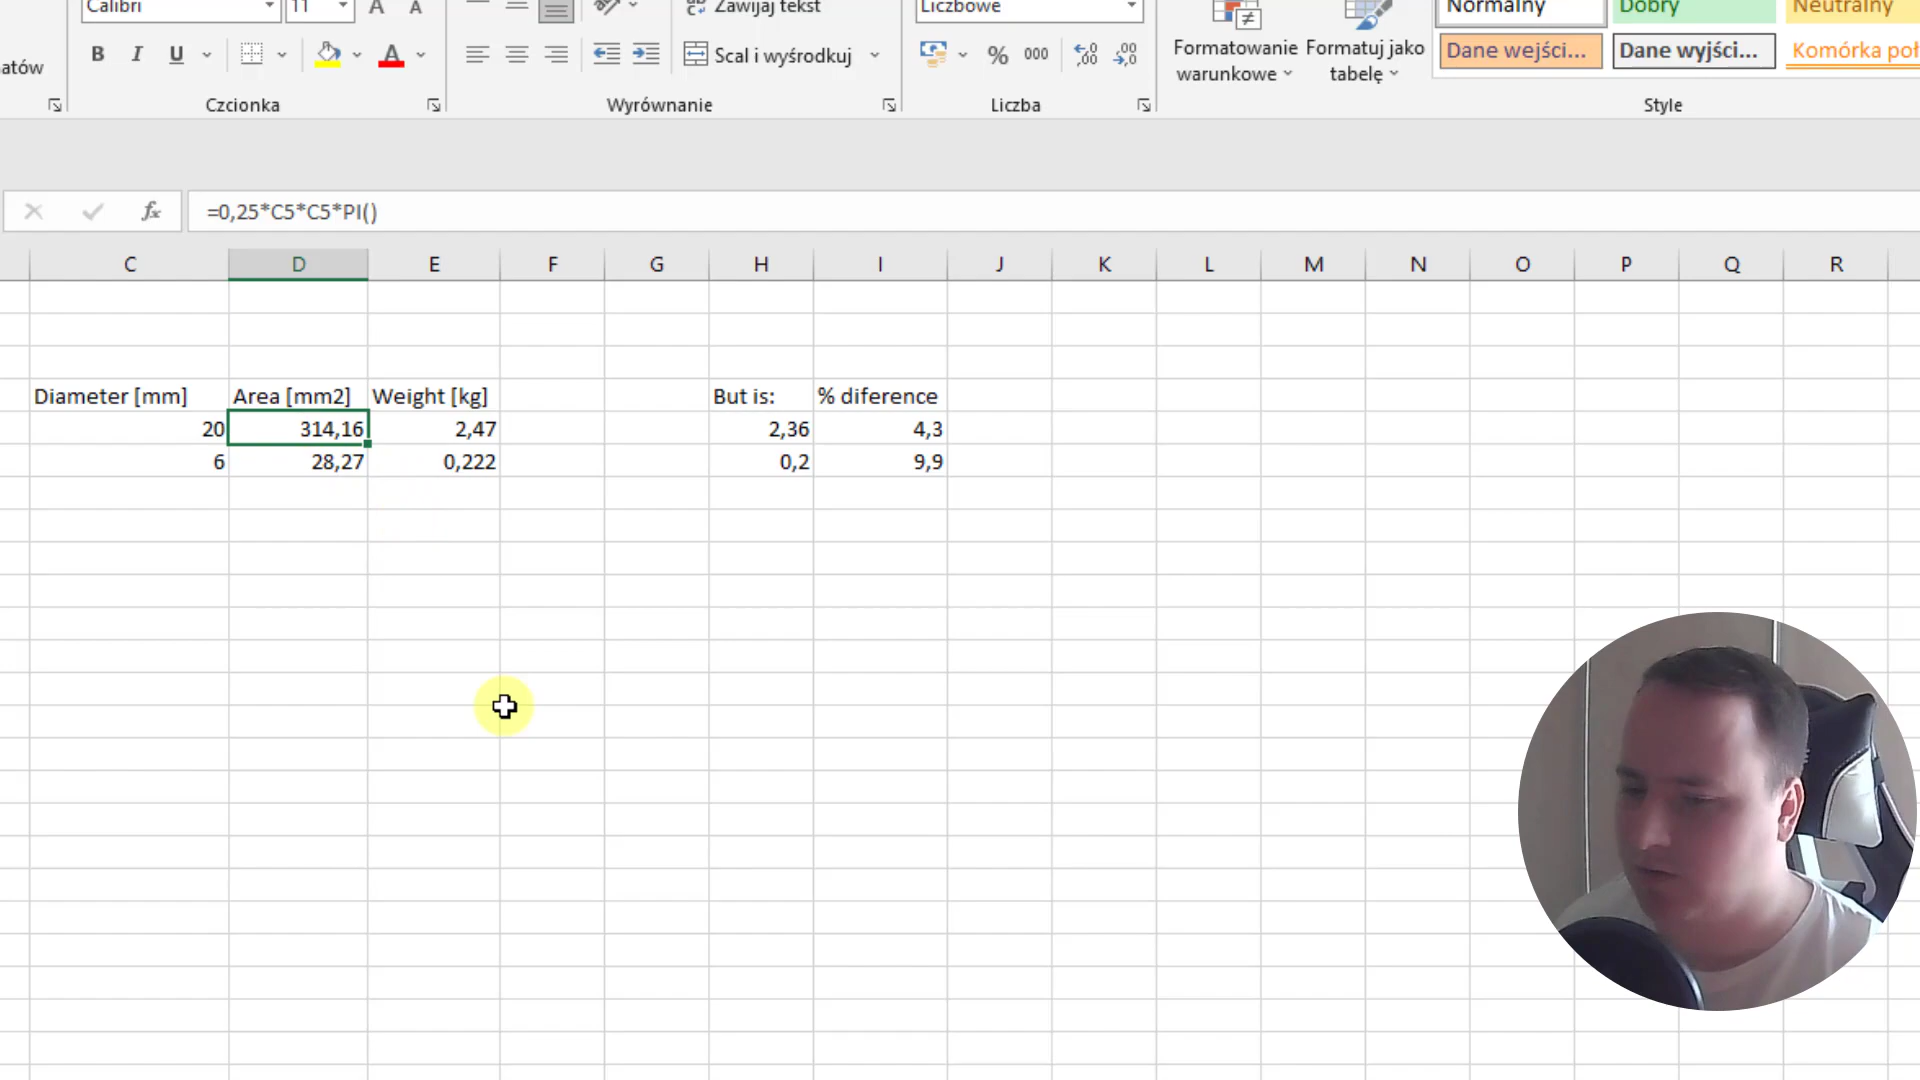 Calibri 11 A A Zawijaj tekst Liczbowe Normalny Dobry Neutralny
B I U A Scal i wyśrodkuj % 000 Formatowanie Formatuj jako Dane wejści... Dane wyjści... Komórka poł
atów warunkowe tabelę
Czcionka Wyrównanie Liczba Style
fx =0,25*C5*C5*PI()
C D E F G H I J K L M N O P Q R
Diameter [mm] Area [mm2] Weight [kg] But is: % diference
20 314,16 2,47 2,36 4,3
6 28,27 0,222 0,2 9,9